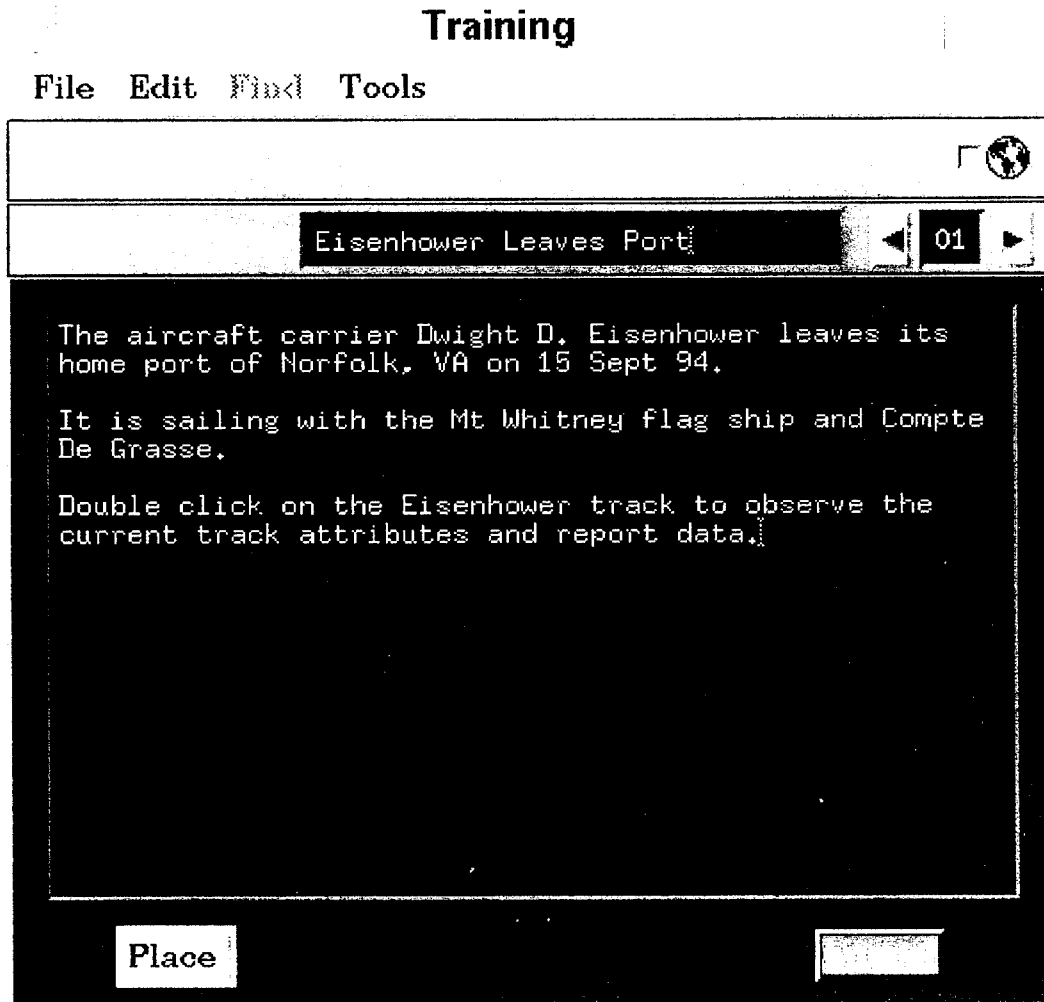 Training
File Edit Find Tools
Eisenhower Leaves Port
01
The aircraft carrier Dwight D. Eisenhower leaves its
home port of Norfolk, VA on 15 Sept 94.
It is sailing with the Mt Whitney flag ship and Compte
De Grasse.
Double click on the Eisenhower track to observe the
current track attributes and report data.
Place